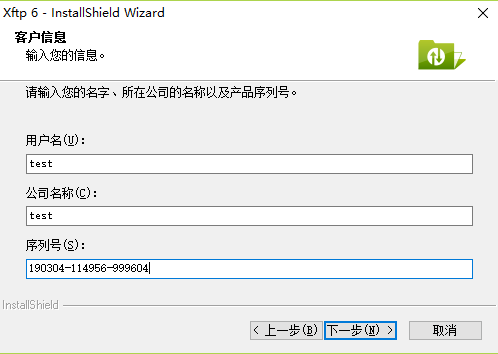 Xftp 6 - InstallShield Wizard
客户信息
输入您的信息。
请输入您的名字、所在公司的名称以及产品序列号。
用户名(U):
test
公司名称(C):
test
序列号(S):
190304-114956-999604
InstallShield
< 上一步(B) 下一步(N) > 取消